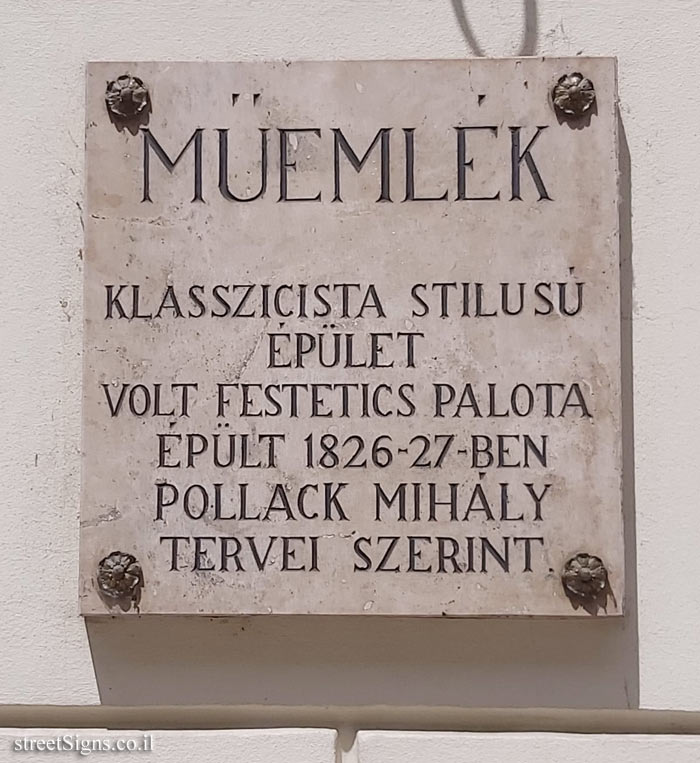 MŰEMLÉK
KLASSZICISTA STILUSÚ
ÉPÜLET
VOLT FESTETICS PALOTA
ÉPÜLT 1826-27-BEN
POLLACK MIHÁLY
TERVEI SZERINT.
streetSigns.co.il